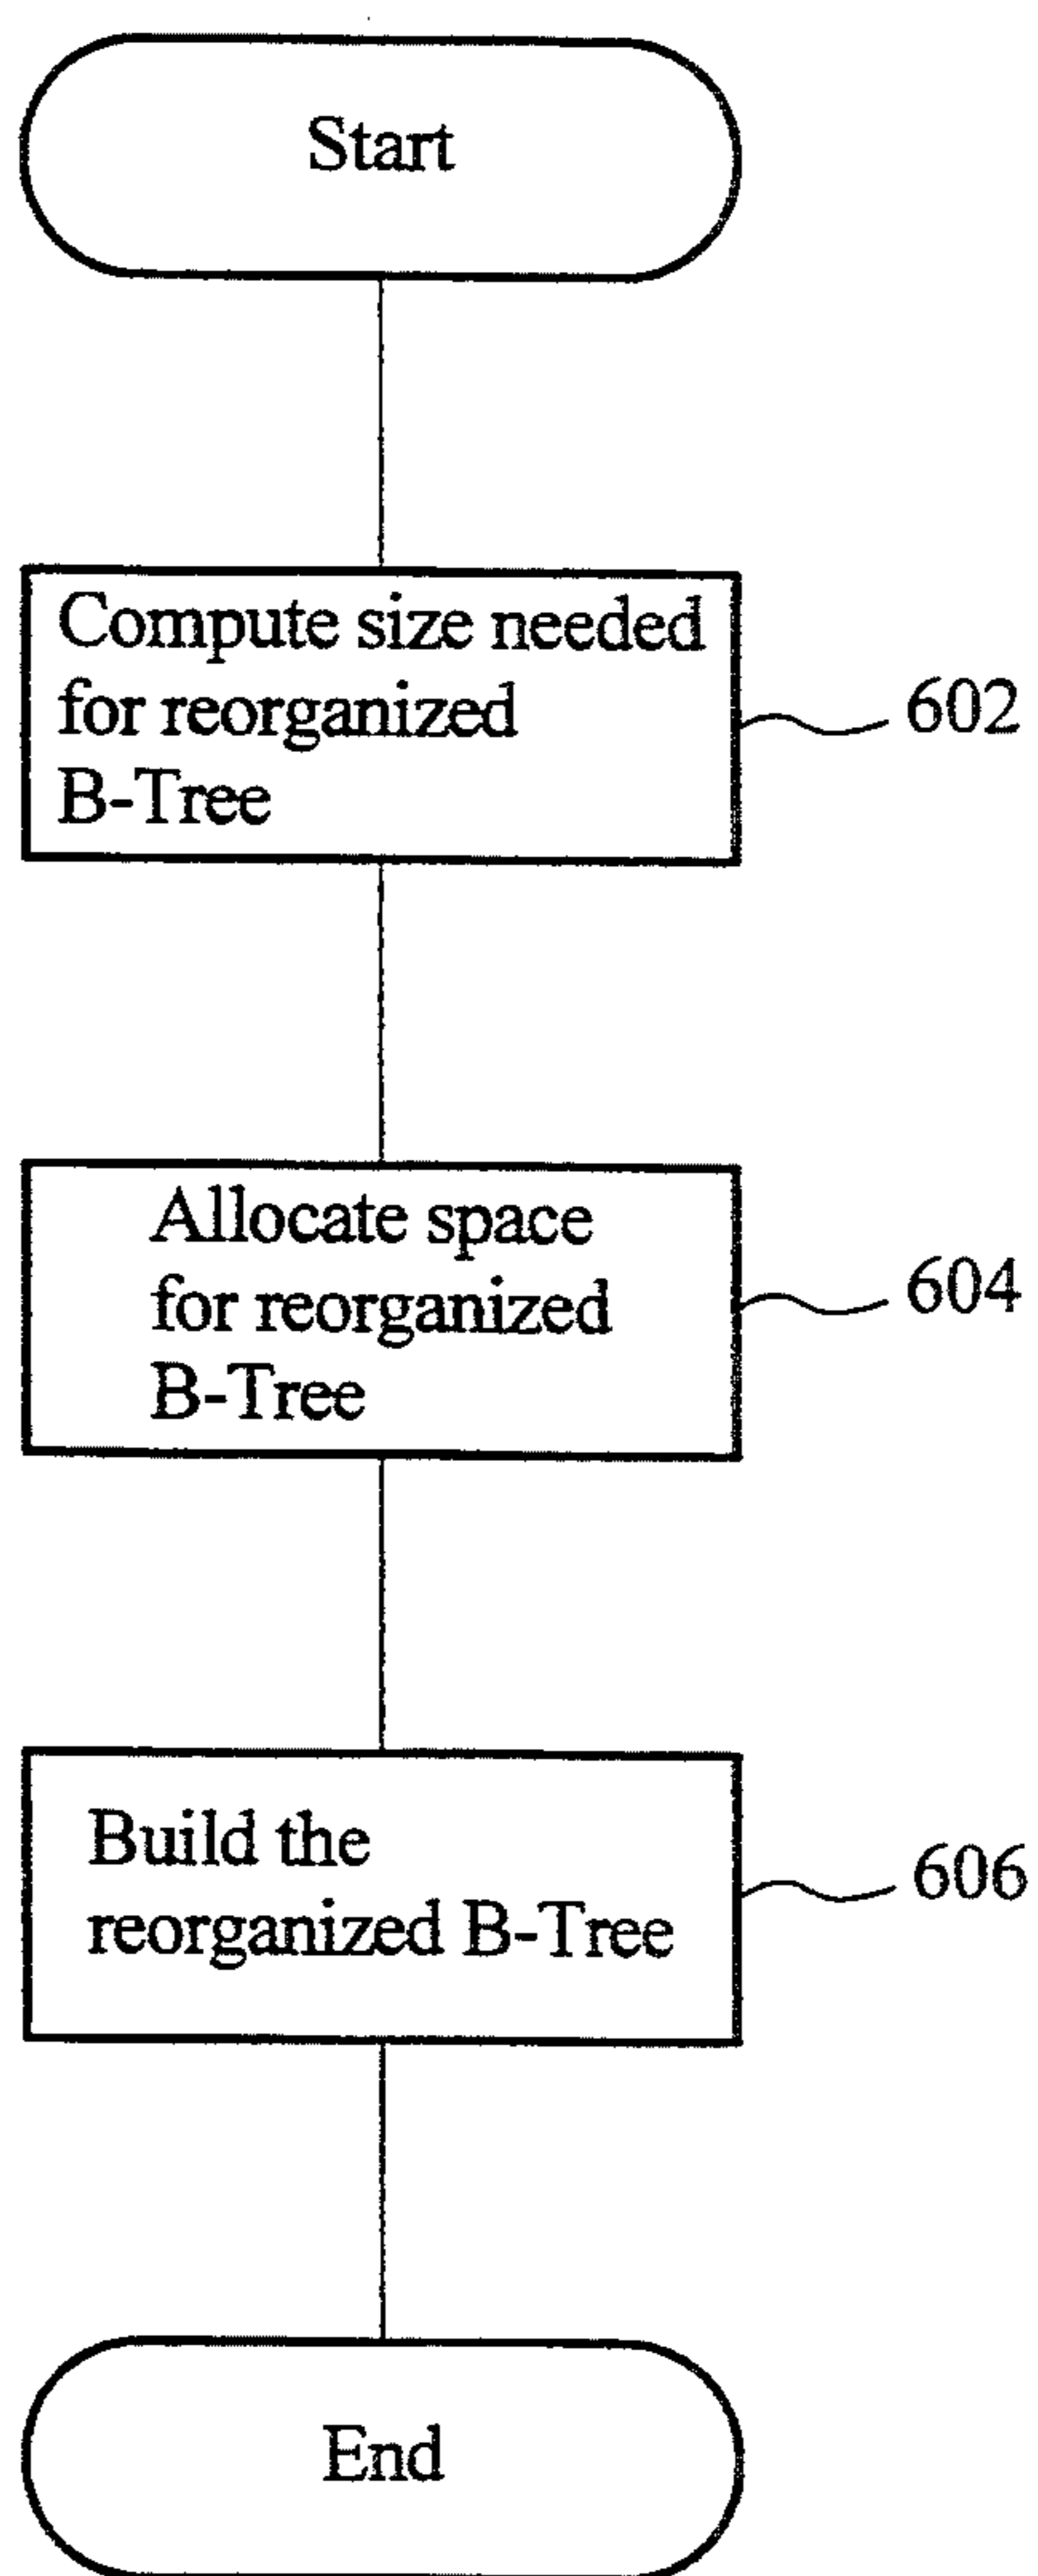 Start
Compute size needed
for reorganized
B-Tree
602
Allocate space
for reorganized
B-Tree
604
Build the
reorganized B-Tree
606
End